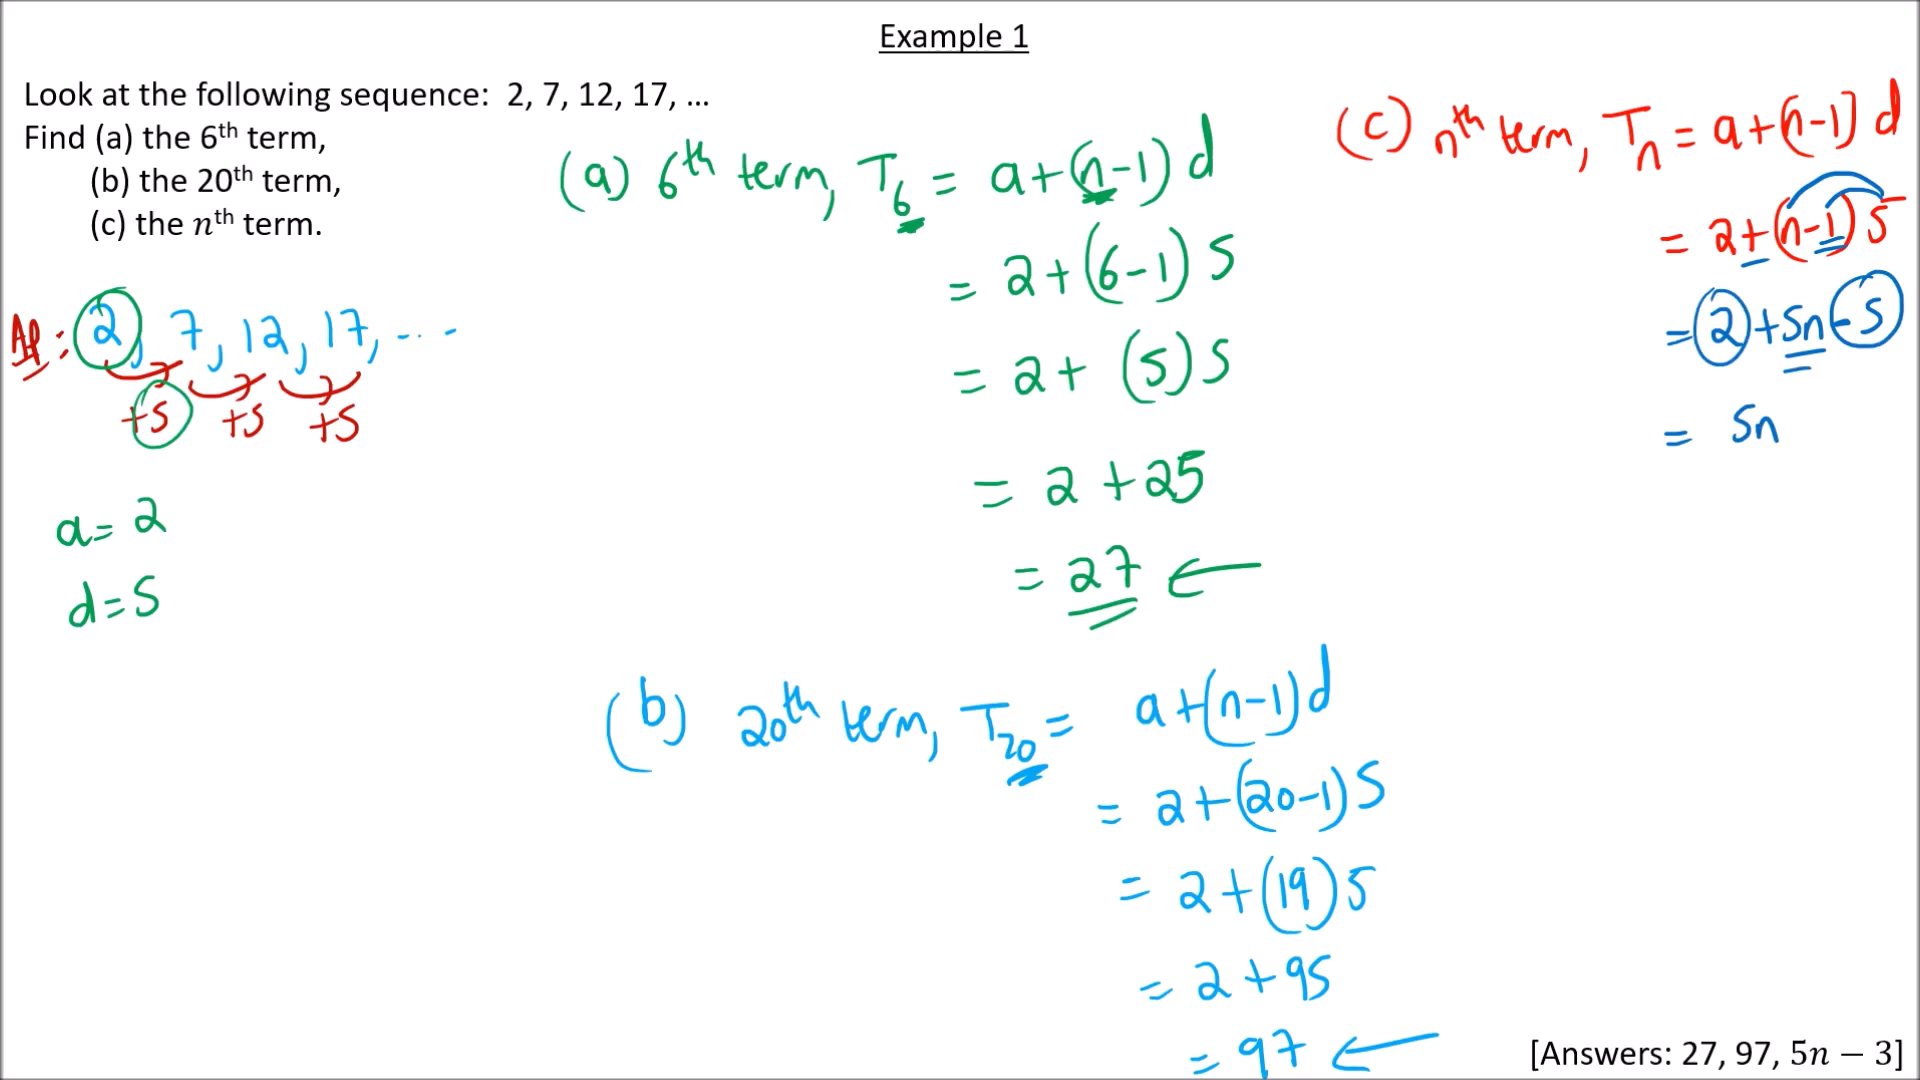 Example 1
Look at the following sequence: 2, 7, 12, 17, ...
Find (a) the 6th term,
(b) the 20th term,
(c) the n^th term.
AP: 2, 7, 12, 17, ...
+5 +5 +5
a = 2
d = 5
(a) 6th term, T₆ = a+(n-1)d
= 2+(6-1)5
= 2+ (5)5
= 2 +25
= 27 ←
(b) 20th term, T₂₀ = a+(n-1)d
= 2+(20-1)5
= 2+(19)5
= 2 +95
= 97 ←
(c) nth term, Tₙ = a+(n-1)d
= 2+(n-1)5
= 2 +5n - 5
= 5n
[Answers: 27, 97, 5n − 3]